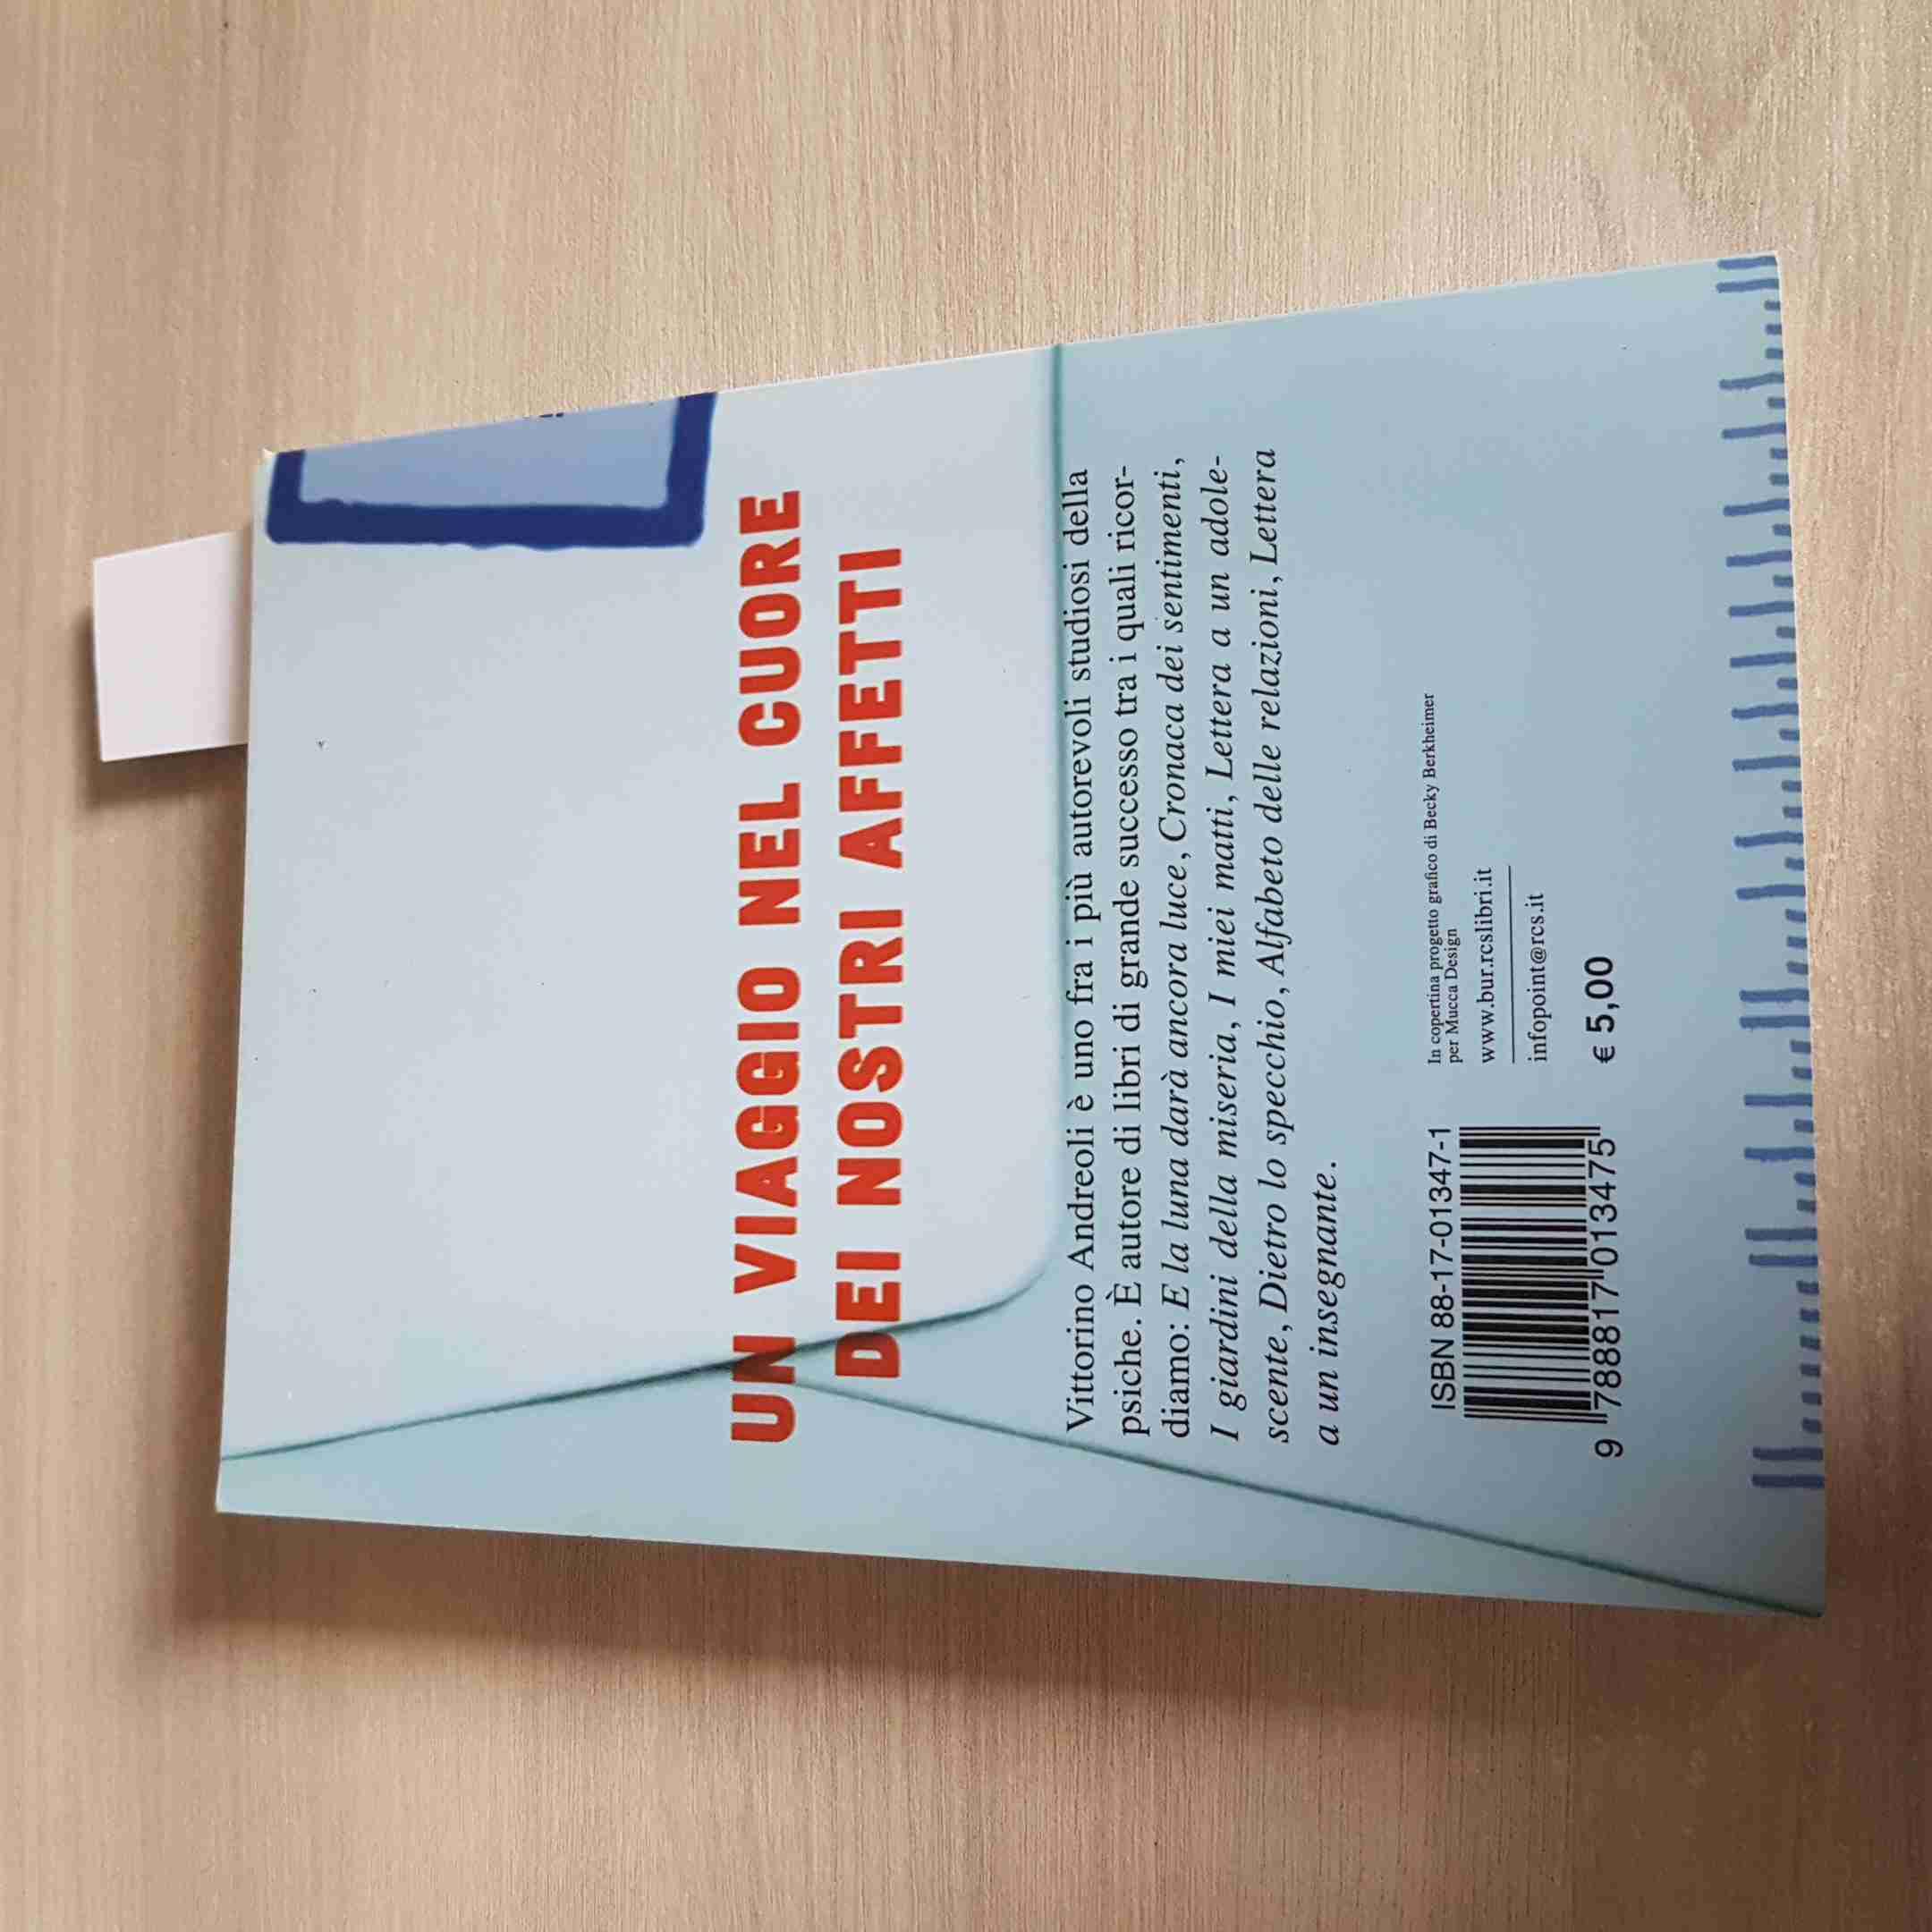 UN VIAGGIO NEL CUORE
DEI NOSTRI AFFETTI
Vittorino Andreoli è uno fra i più autorevoli studiosi della
psiche. È autore di libri di grande successo tra i quali ricor-
diamo: E la luna darà ancora luce, Cronaca dei sentimenti,
I giardini della miseria, I miei matti, Lettera a un adole-
scente, Dietro lo specchio, Alfabeto delle relazioni, Lettera
a un insegnante.
In copertina progetto grafico di Becky Berkheimer
per Mucca Design
www.bur.rcslibri.it
infopoint@rcs.it
€ 5,00
ISBN 88-17-01347-1
9 788817 013475